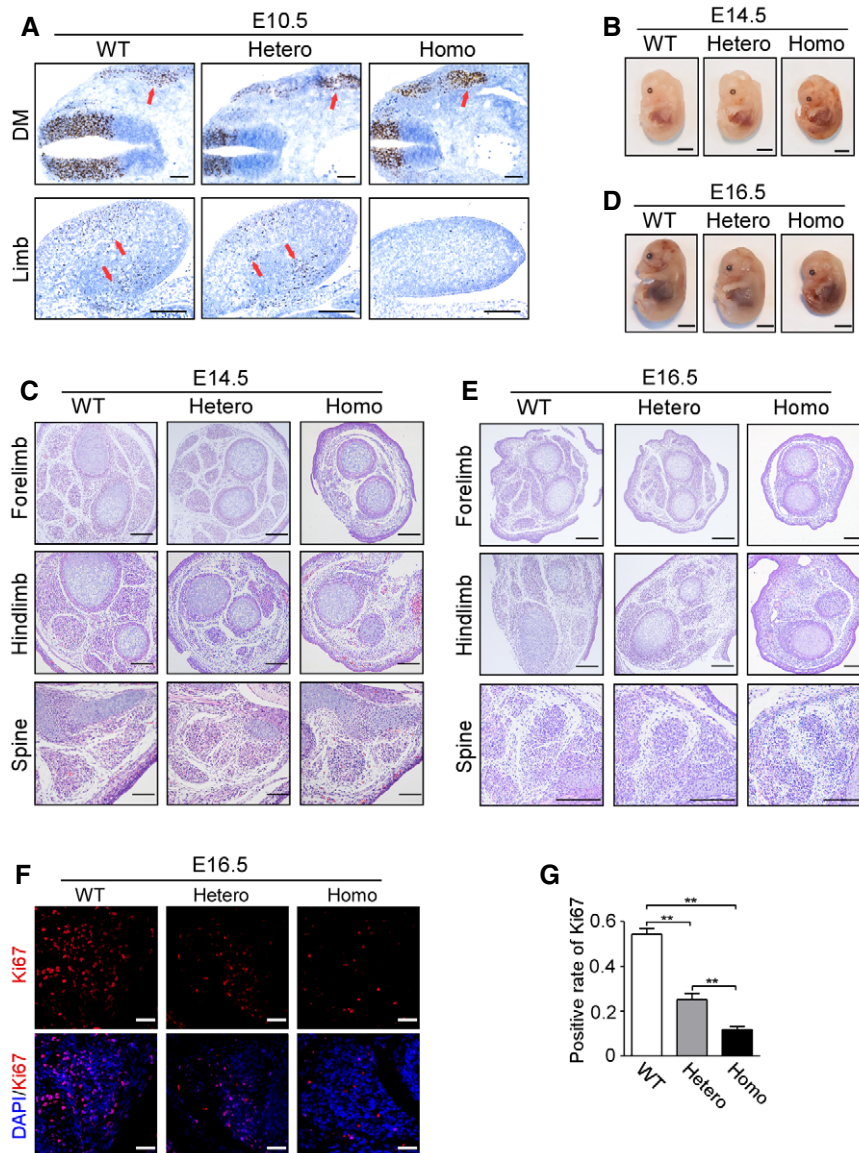 A
E10.5
WT Hetero Homo
DM
Limb
B
E14.5
WT Hetero Homo
D
E16.5
WT Hetero Homo
C
E14.5
WT Hetero Homo
Forelimb
Hindlimb
Spine
E
E16.5
WT Hetero Homo
Forelimb
Hindlimb
Spine
F
E16.5
WT Hetero Homo
Ki67
DAPI/Ki67
G
Positive rate of Ki67
**
** 
**
0.6
0.4
0.2
0
WT Hetero Homo